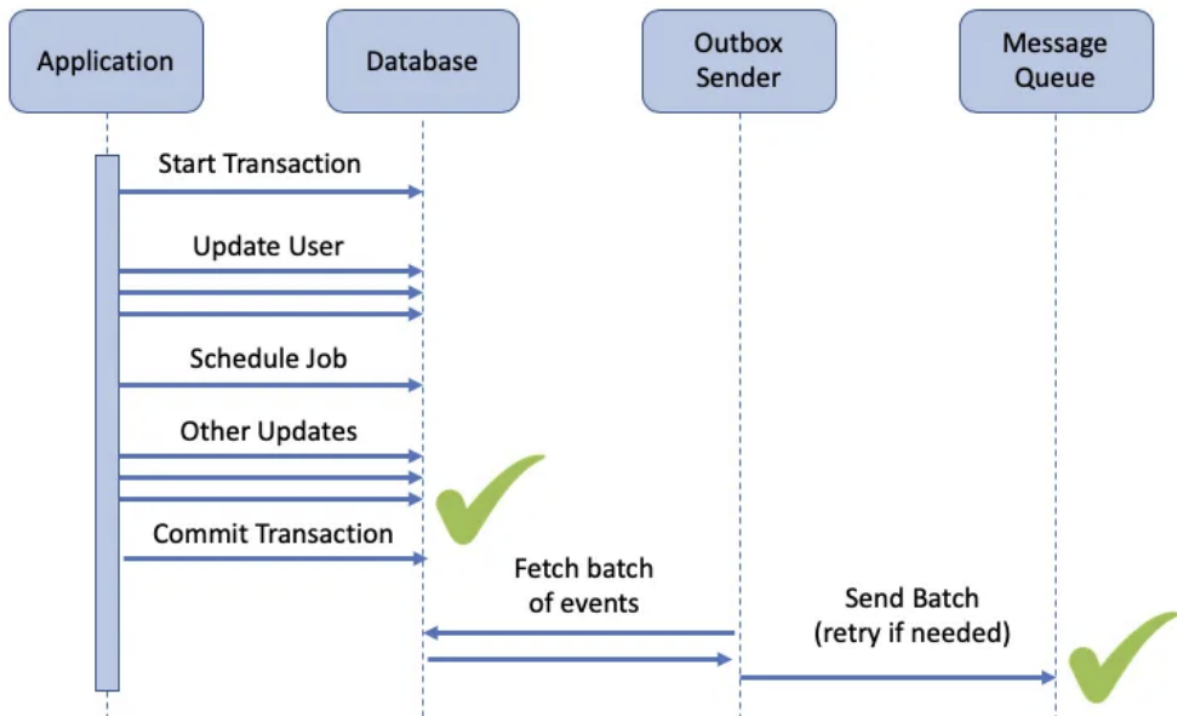 Application
Database
Outbox
Sender
Message
Queue
Start Transaction
Update User
Schedule Job
Other Updates
Commit Transaction
Fetch batch
of events
Send Batch
(retry if needed)